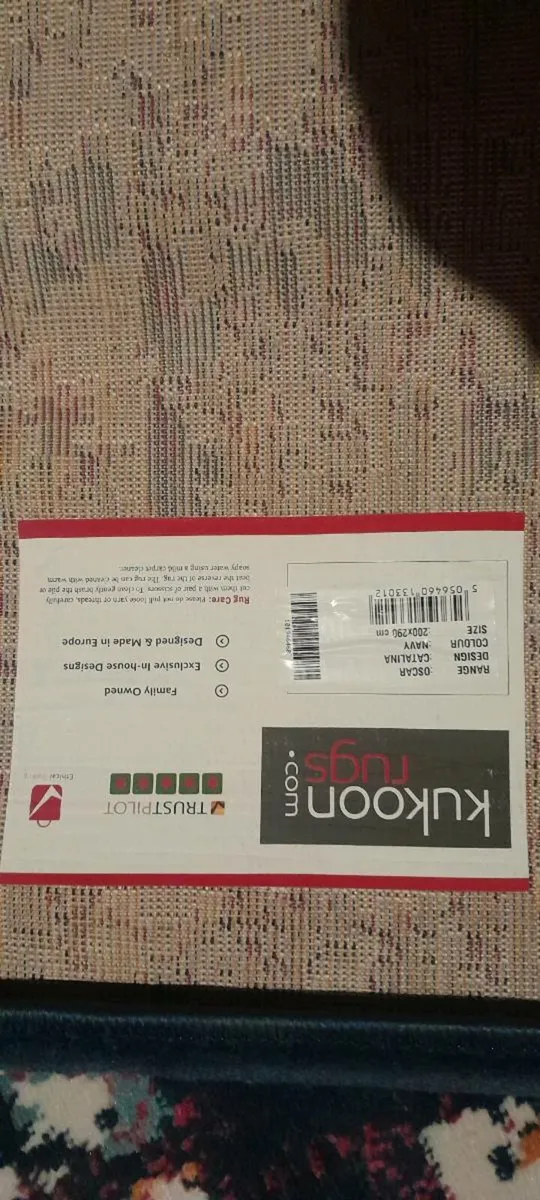 kukoon
rugs
.com
RANGE :OSCAR
DESIGN :CATALINA
COLOUR :NAVY
SIZE :200x290 cm
5 056460 133012
TRUSTPILOT
Ethical Trading
Family Owned
Exclusive In-house Designs
Designed & Made in Europe
Rug Care: Please do not pull loose yarn or threads, carefully
cut them with a pair of scissors. To clean gently brush the pile or
beat the reverse of the rug. The rug can be cleaned with warm
soapy water using a mild carpet cleaner.